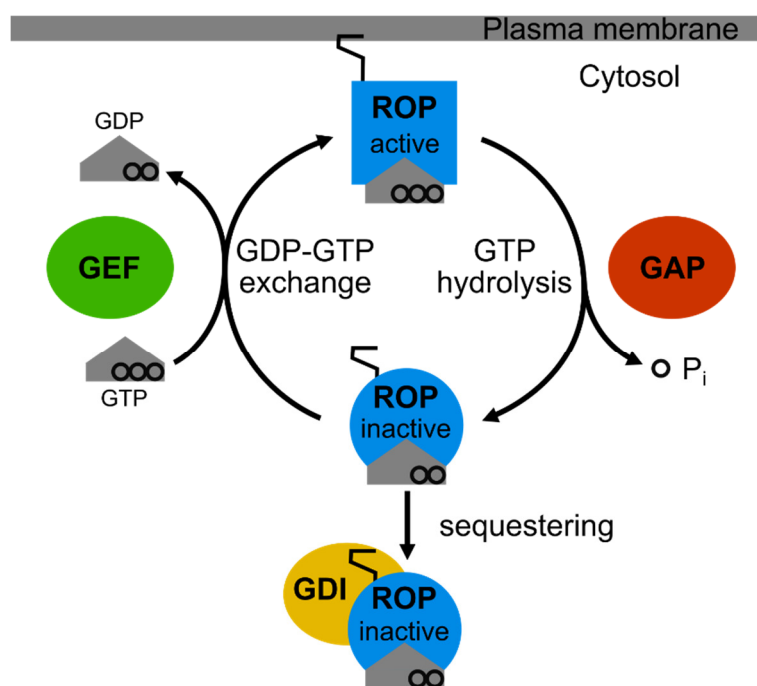 Plasma membrane
Cytosol
ROP
active
GDP
GEF
GDP-GTP
exchange
GTP
hydrolysis
GAP
GTP
Pi
ROP
inactive
sequestering
GDI
ROP
inactive